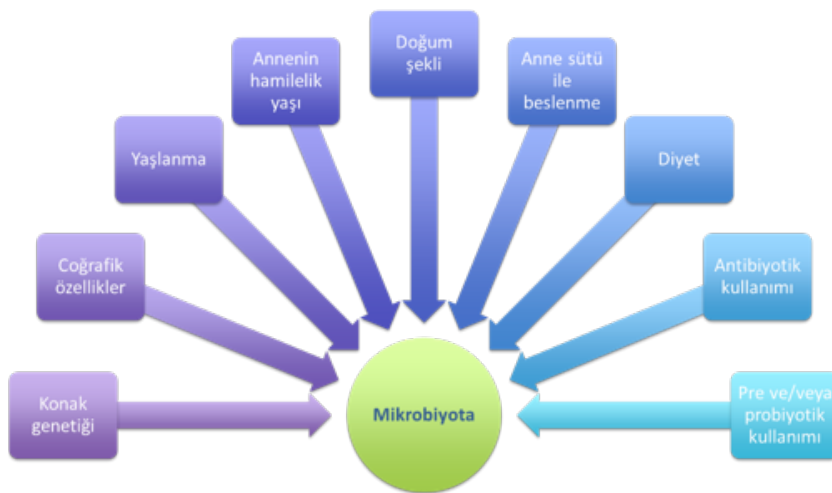 Doğum
şekli
Annenin
hamilelik
yaşı
Anne sütü
ile
beslenme
Yaşlanma
Diyet
Coğrafik
özellikler
Antibiyotik
kullanımı
Konak
genetiği
Mikrobiyota
Pre ve/veya
probiyotik
kullanımı